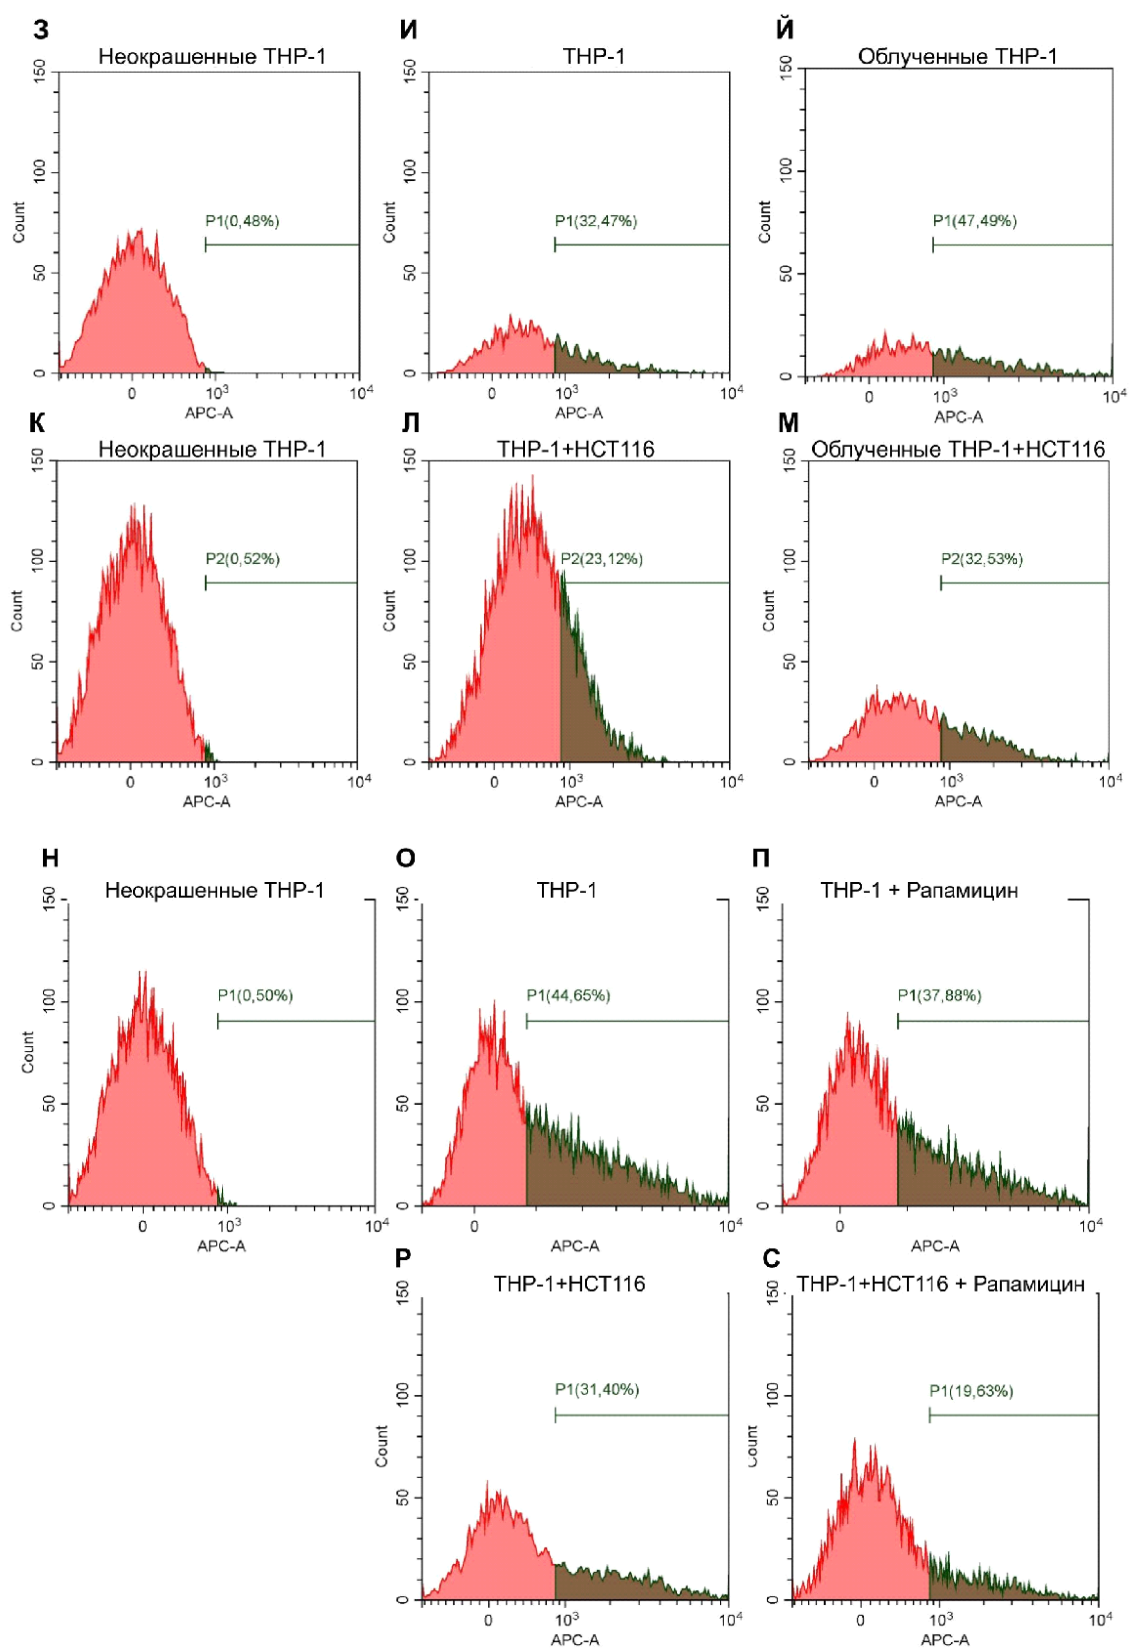 З
Неокрашенные THP-1
150
100
50
0
Count
P1(0,48%)
0
10³
10⁴
APC-A
И
THP-1
150
100
50
0
Count
P1(32,47%)
0
10³
10⁴
APC-A
Й
Облученные THP-1
150
100
50
0
Count
P1(47,49%)
0
10³
10⁴
APC-A
К
Неокрашенные THP-1
150
100
50
0
Count
P2(0,52%)
0
10³
10⁴
APC-A
Л
THP-1+HCT116
150
100
50
0
Count
P2(23,12%)
0
10³
10⁴
APC-A
М
Облученные THP-1+HCT116
150
100
50
0
Count
P2(32,53%)
0
10³
10⁴
APC-A
Н
Неокрашенные THP-1
150
100
50
0
Count
P1(0,50%)
0
10³
10⁴
APC-A
О
THP-1
150
100
50
0
Count
P1(44,65%)
0
10⁴
APC-A
П
THP-1 + Рапамицин
150
100
50
0
Count
P1(37,88%)
0
10⁴
APC-A
Р
THP-1+HCT116
150
100
50
0
Count
P1(31,40%)
0
10³
10⁴
APC-A
С
THP-1+HCT116 + Рапамицин
150
100
50
0
Count
P1(19,63%)
0
10³
10⁴
APC-A